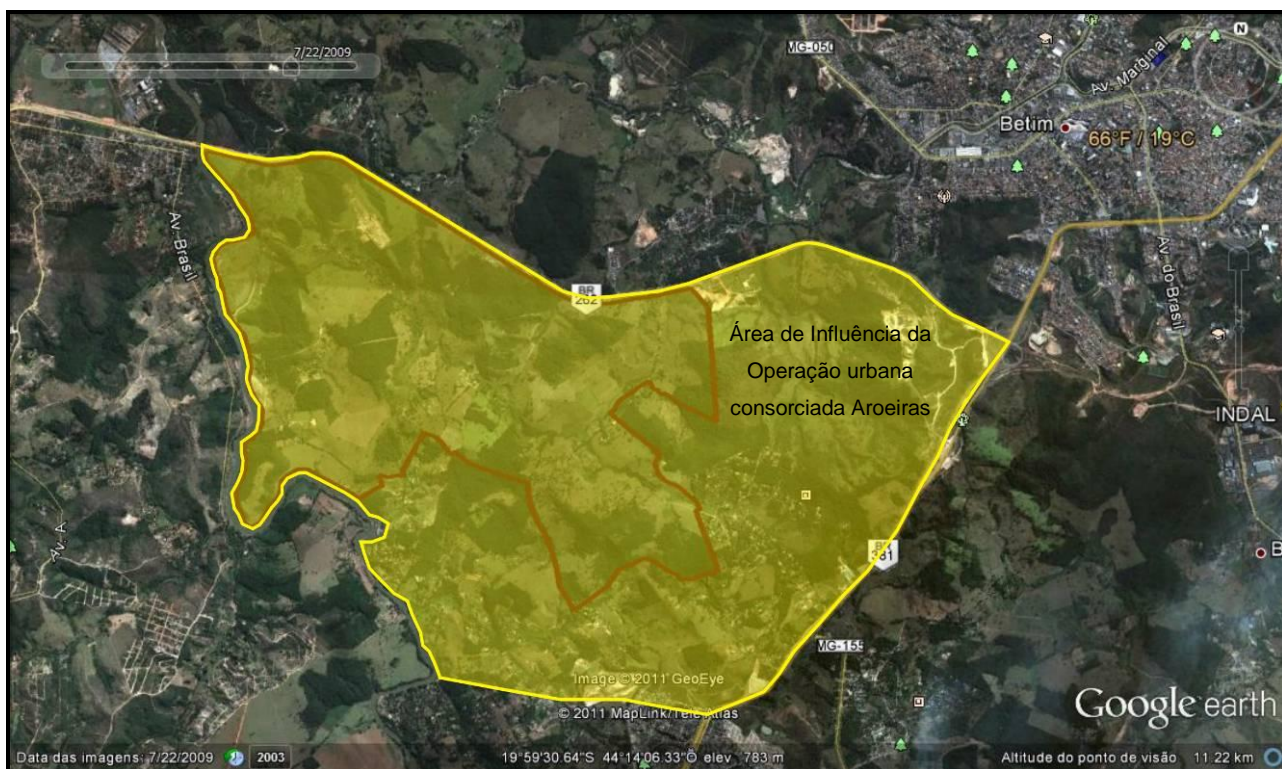 7/22/2009
MG-050
N
Av. Marginal
Betim
66°F / 19°C
Av. Brasil
BR
262
Av. do Brasil
Área de Influência da
Operação urbana
consorciada Aroeiras
INDAL
BR
381
Av. A
B
MG-155
Image © 2011 GeoEye
© 2011 MapLink/Tele Atlas
Google earth
Data das imagens: 7/22/2009
2003
19°59'30.64"S 44°14'06.33"O elev 783 m
Altitude do ponto de visão 11.22 km